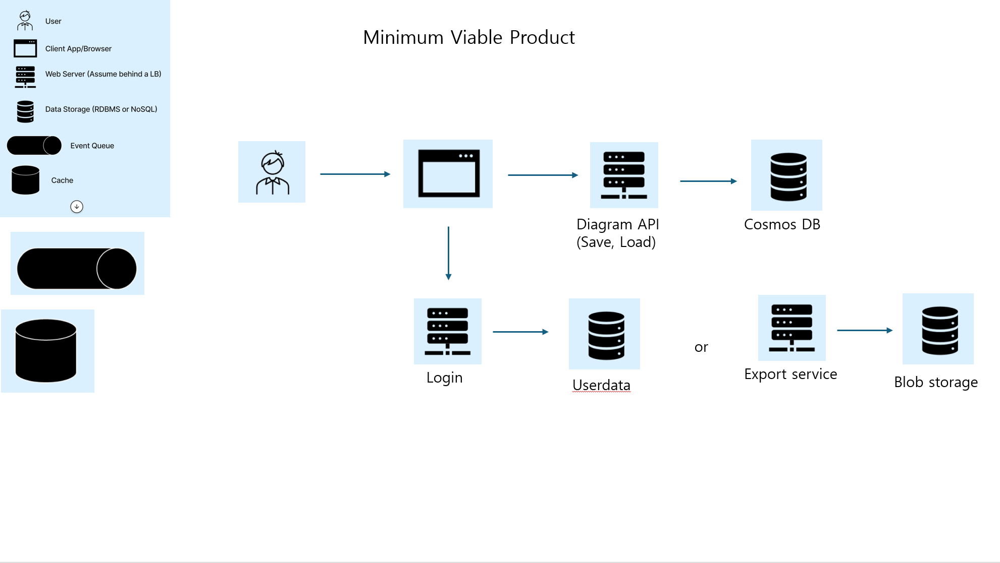 User
Client App/Browser
Web Server (Assume behind a LB)
Data Storage (RDBMS or NoSQL)
Event Queue
Cache
Minimum Viable Product
Diagram API
(Save, Load)
Cosmos DB
Login
Userdata
or
Export service
Blob storage